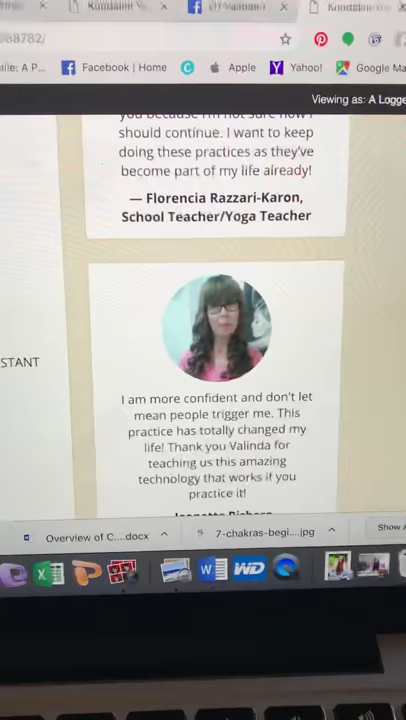 68782/
Facebook | Home
Apple
Yahoo!
Google Ma
Viewing as: A Logge
you because I'm not sure how I
should continue. I want to keep
doing these practices as they've
become part of my life already!
— Florencia Razzari-Karon,
School Teacher/Yoga Teacher
STANT
I am more confident and don't let
mean people trigger me. This
practice has totally changed my
life! Thank you Valinda for
teaching us this amazing
technology that works if you
practice it!
Overview of C....docx
7-chakras-begi....jpg
Show A
WD